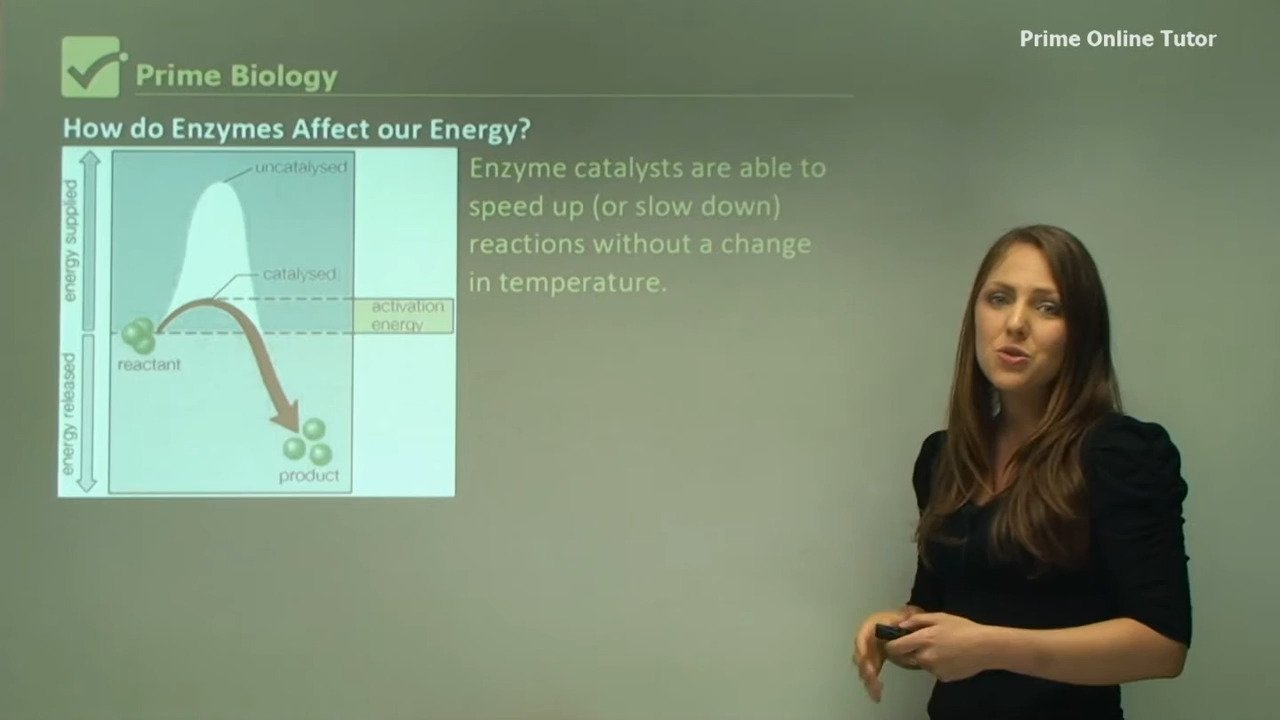 Prime Online Tutor
Prime Biology
How do Enzymes Affect our Energy?
energy supplied
energy released
uncatalysed
catalysed
activation
energy
reactant
product
Enzyme catalysts are able to
speed up (or slow down)
reactions without a change
in temperature.